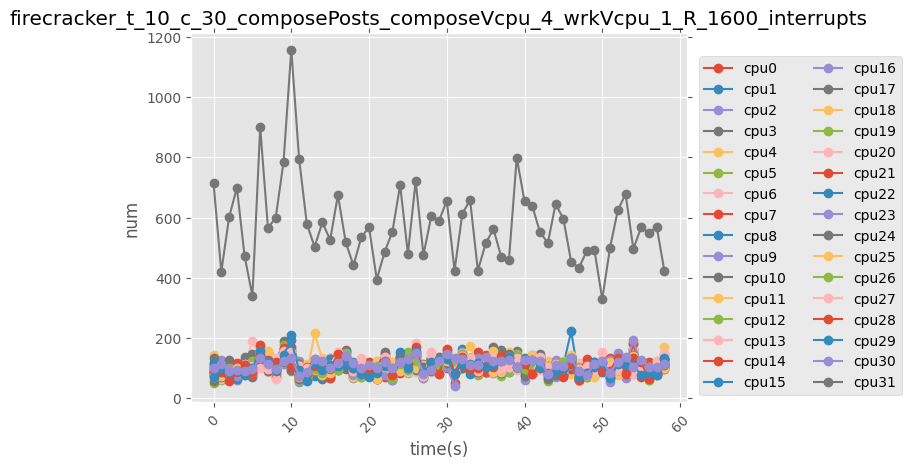 firecracker_t_10_c_30_composePosts_composeVcpu_4_wrkVcpu_1_R_1600_interrupts
1200
1000
800
600
400
200
0
num
0
10
20
30
40
50
60
time(s)
cpu0
cpu1
cpu2
cpu3
cpu4
cpu5
cpu6
cpu7
cpu8
cpu9
cpu10
cpu11
cpu12
cpu13
cpu14
cpu15
cpu16
cpu17
cpu18
cpu19
cpu20
cpu21
cpu22
cpu23
cpu24
cpu25
cpu26
cpu27
cpu28
cpu29
cpu30
cpu31